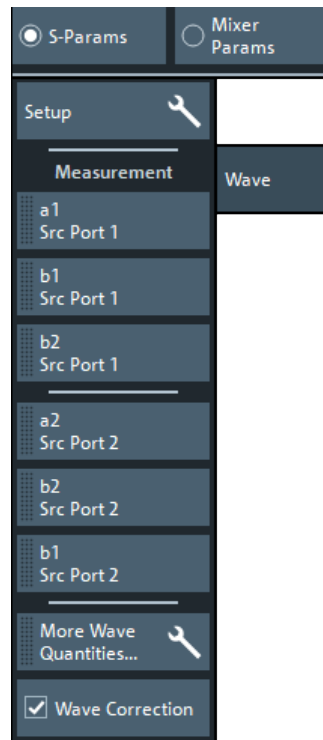 S-Params
Mixer
Params
Setup
Measurement
Wave
a1
Src Port 1
b1
Src Port 1
b2
Src Port 1
a2
Src Port 2
b2
Src Port 2
b1
Src Port 2
More Wave
Quantities...
Wave Correction